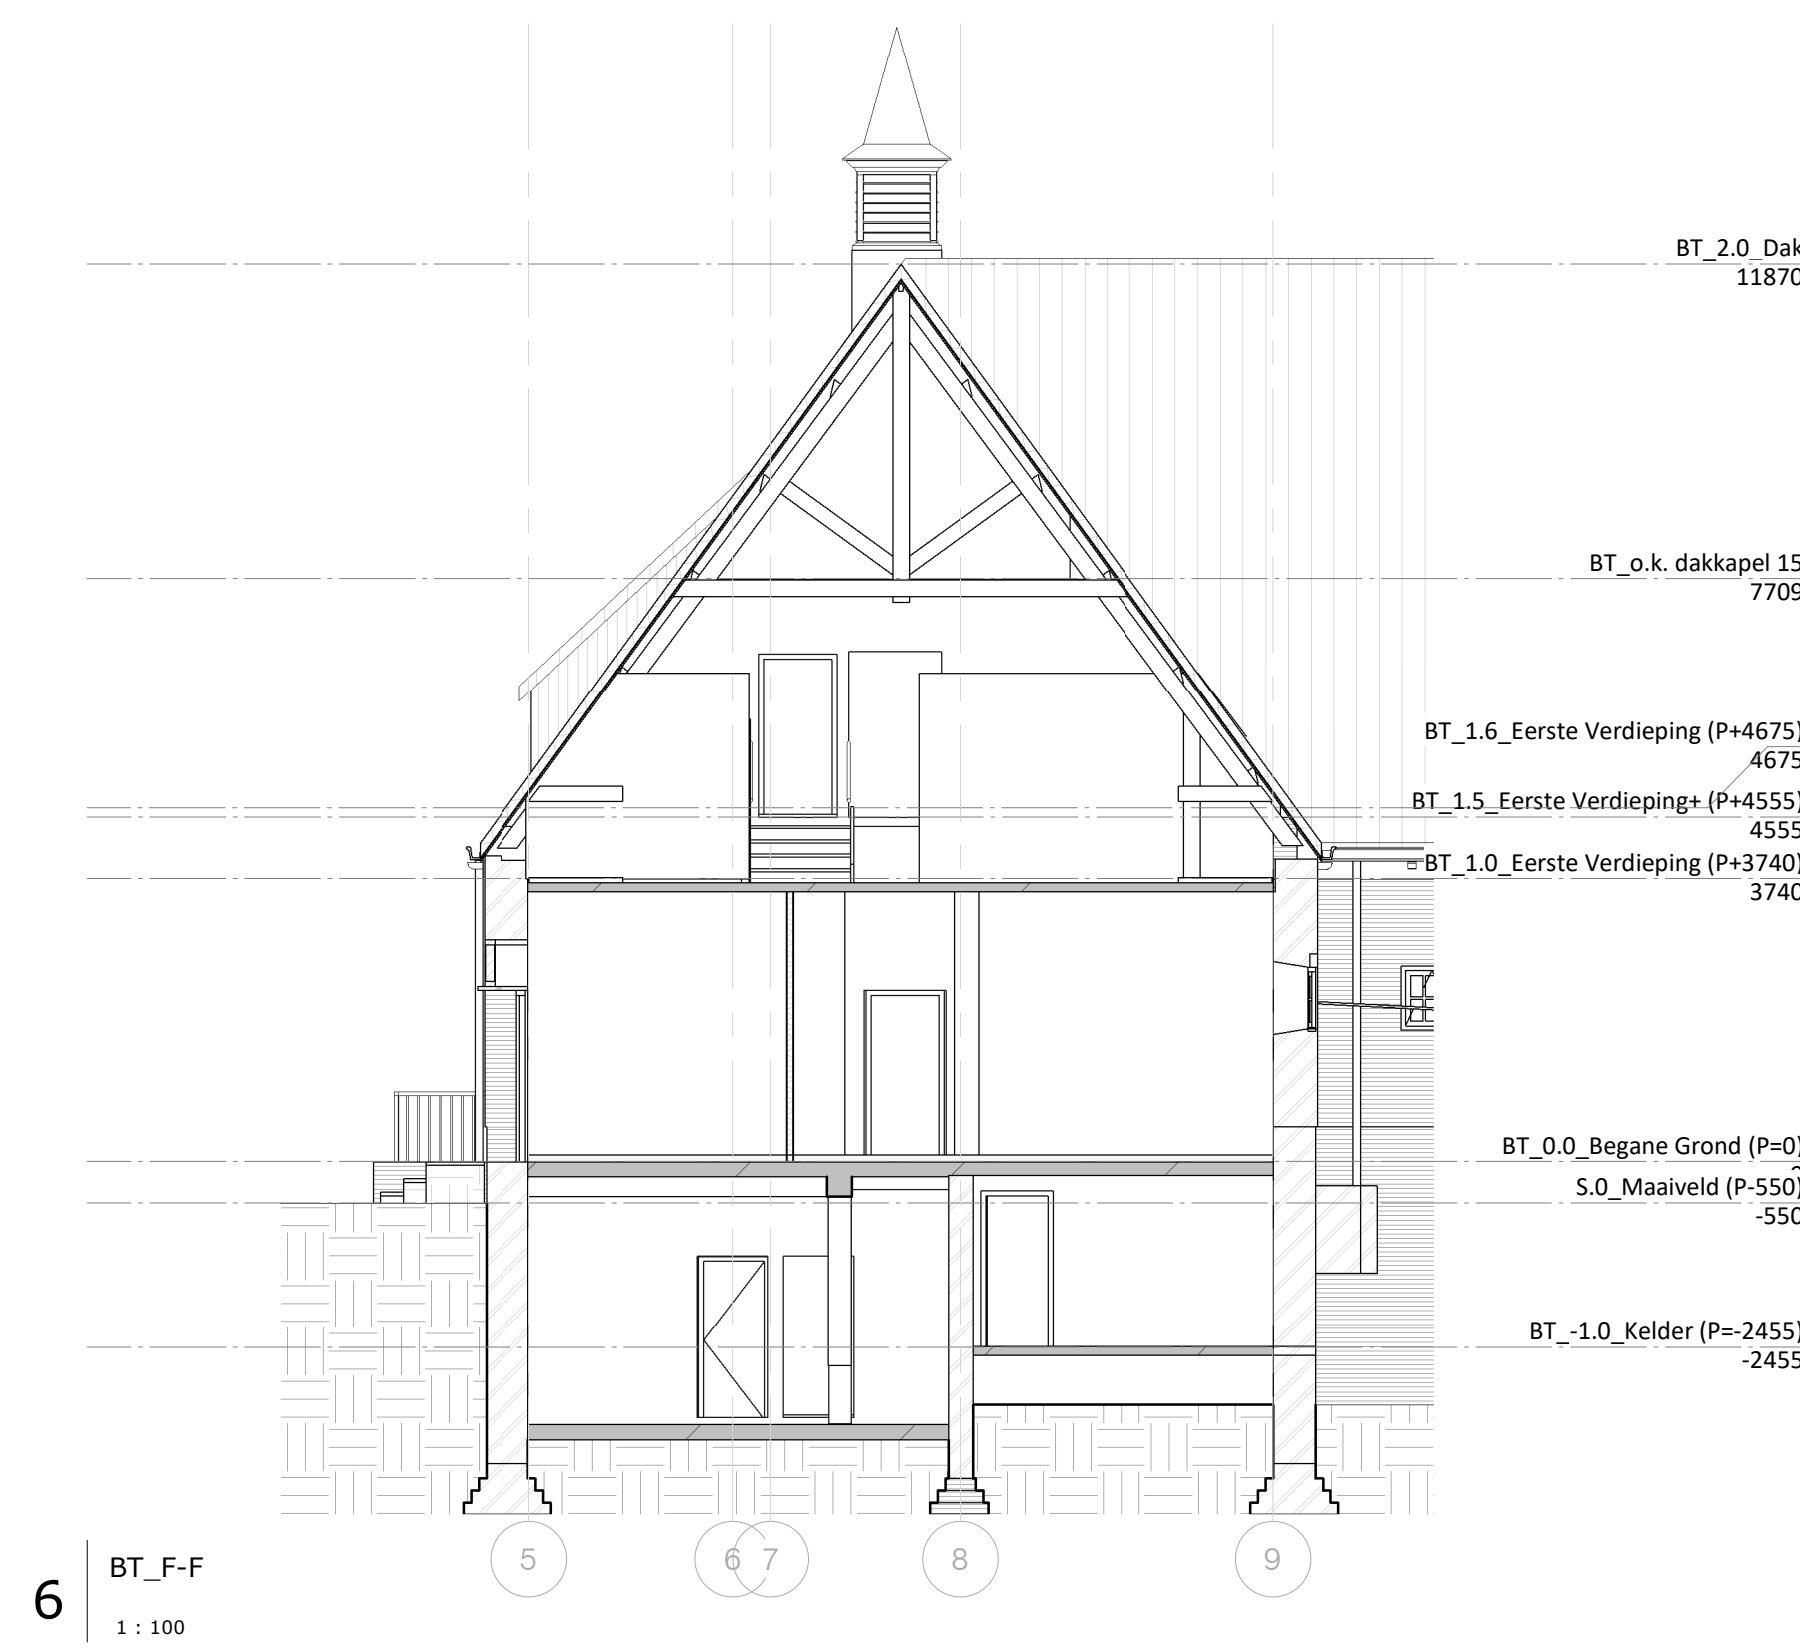 BT_2.0_Dak
11870
BT_o.k. dakkapel 15
7709
BT_1.6_Eerste Verdieping (P+4675)
4675
BT_1.5_Eerste Verdieping+ (P+4555)
4555
BT_1.0_Eerste Verdieping (P+3740)
3740
BT_0.0_Begane Grond (P=0)
0
S.0_Maaiveld (P-550)
-550
BT_-1.0_Kelder (P=-2455)
-2455
5 6 7 8 9
6
BT_F-F
1 : 100